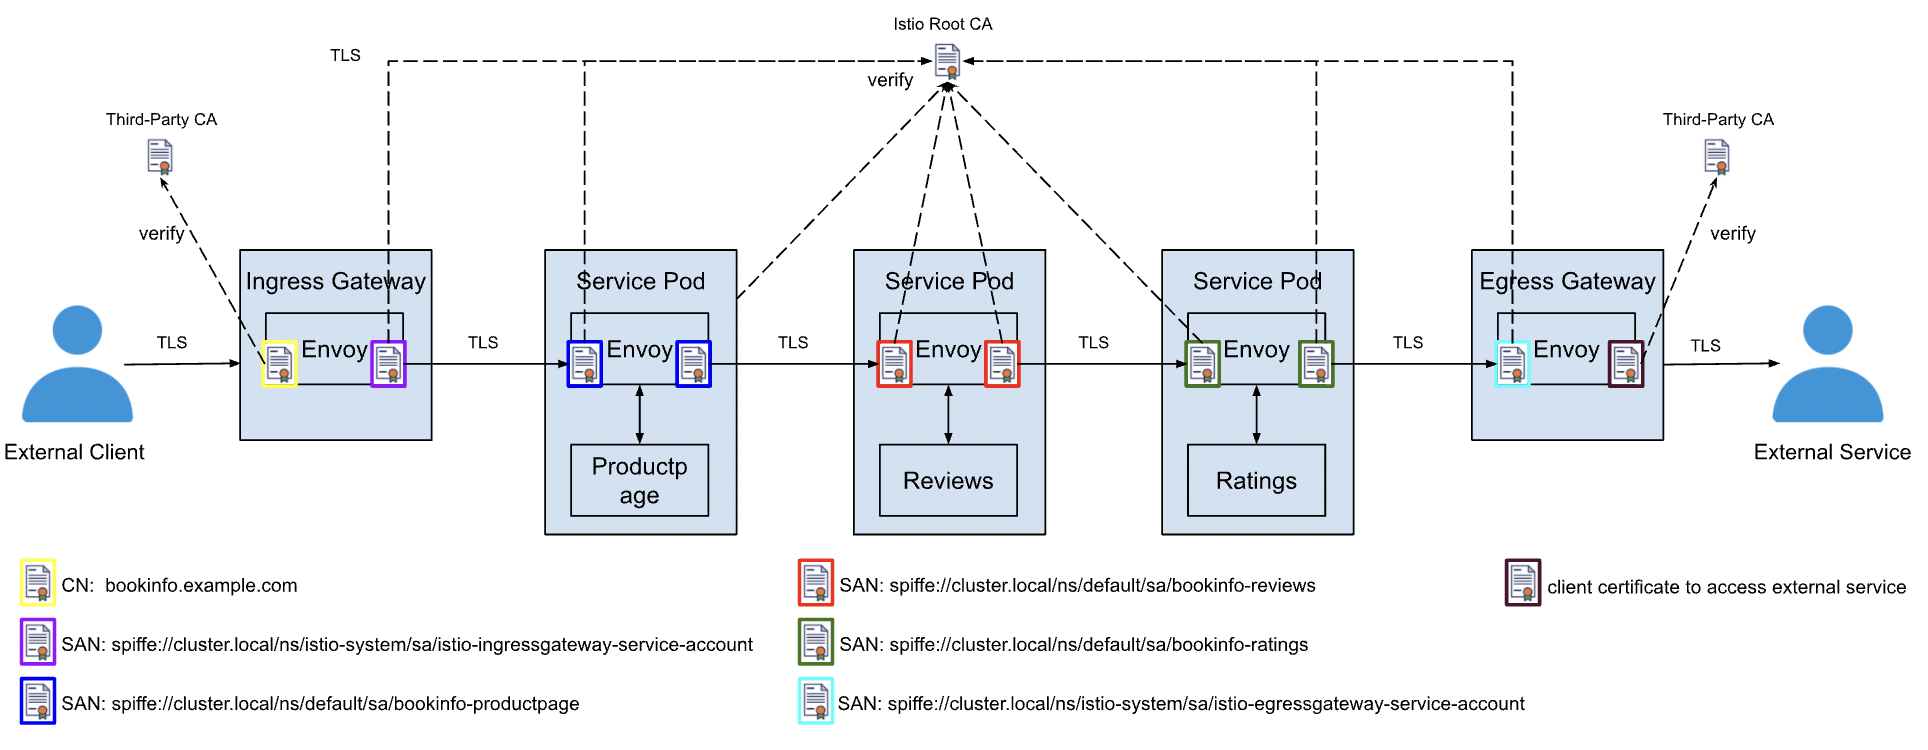 Istio Root CA
TLS
verify
Third-Party CA
Third-Party CA
verify
verify
Ingress Gateway
Service Pod
Service Pod
Service Pod
Egress Gateway
TLS
Envoy
TLS
Envoy
TLS
Envoy
TLS
Envoy
TLS
Envoy
TLS
External Client
External Service
Productp
age
Reviews
Ratings
CN:  bookinfo.example.com
SAN: spiffe://cluster.local/ns/istio-system/sa/istio-ingressgateway-service-account
SAN: spiffe://cluster.local/ns/default/sa/bookinfo-productpage
SAN: spiffe://cluster.local/ns/default/sa/bookinfo-reviews
SAN: spiffe://cluster.local/ns/default/sa/bookinfo-ratings
SAN: spiffe://cluster.local/ns/istio-system/sa/istio-egressgateway-service-account
client certificate to access external service